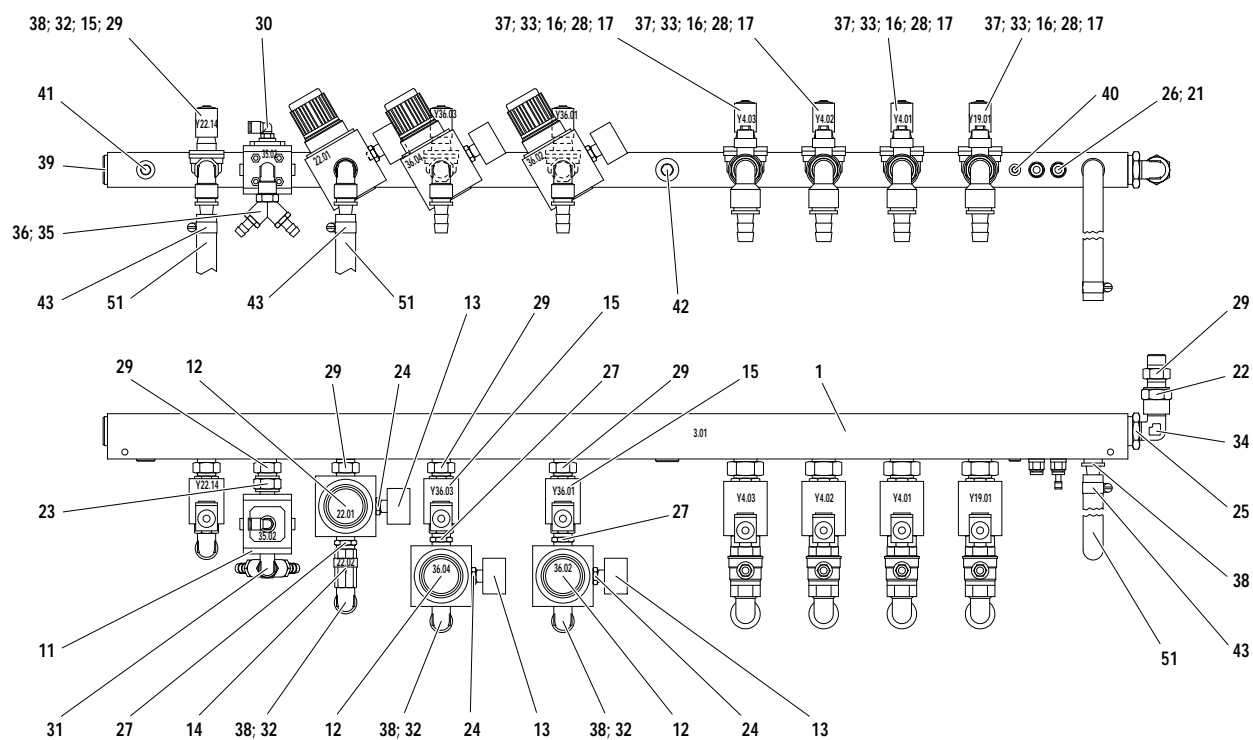 38; 32; 15; 29
30
37; 33; 16; 28; 17
37; 33; 16; 28; 17
37; 33; 16; 28; 17
37; 33; 16; 28; 17
41
40
26; 21
39
Y22.14
35.02
22.01
36.04
Y36.03
36.02
Y36.01
Y4.03
Y4.02
Y4.01
Y19.01
36; 35
43
51
43
51
13
29
15
42
29
29
12
29
24
27
29
15
1
22
3.01
34
Y22.14
Y36.03
Y36.01
Y4.03
Y4.02
Y4.01
Y19.01
22.01
23
35.02
27
25
22.02
36.04
36.02
38
11
43
51
31
27
14
38; 32
12
38; 32
24
13
38; 32
12
24
13